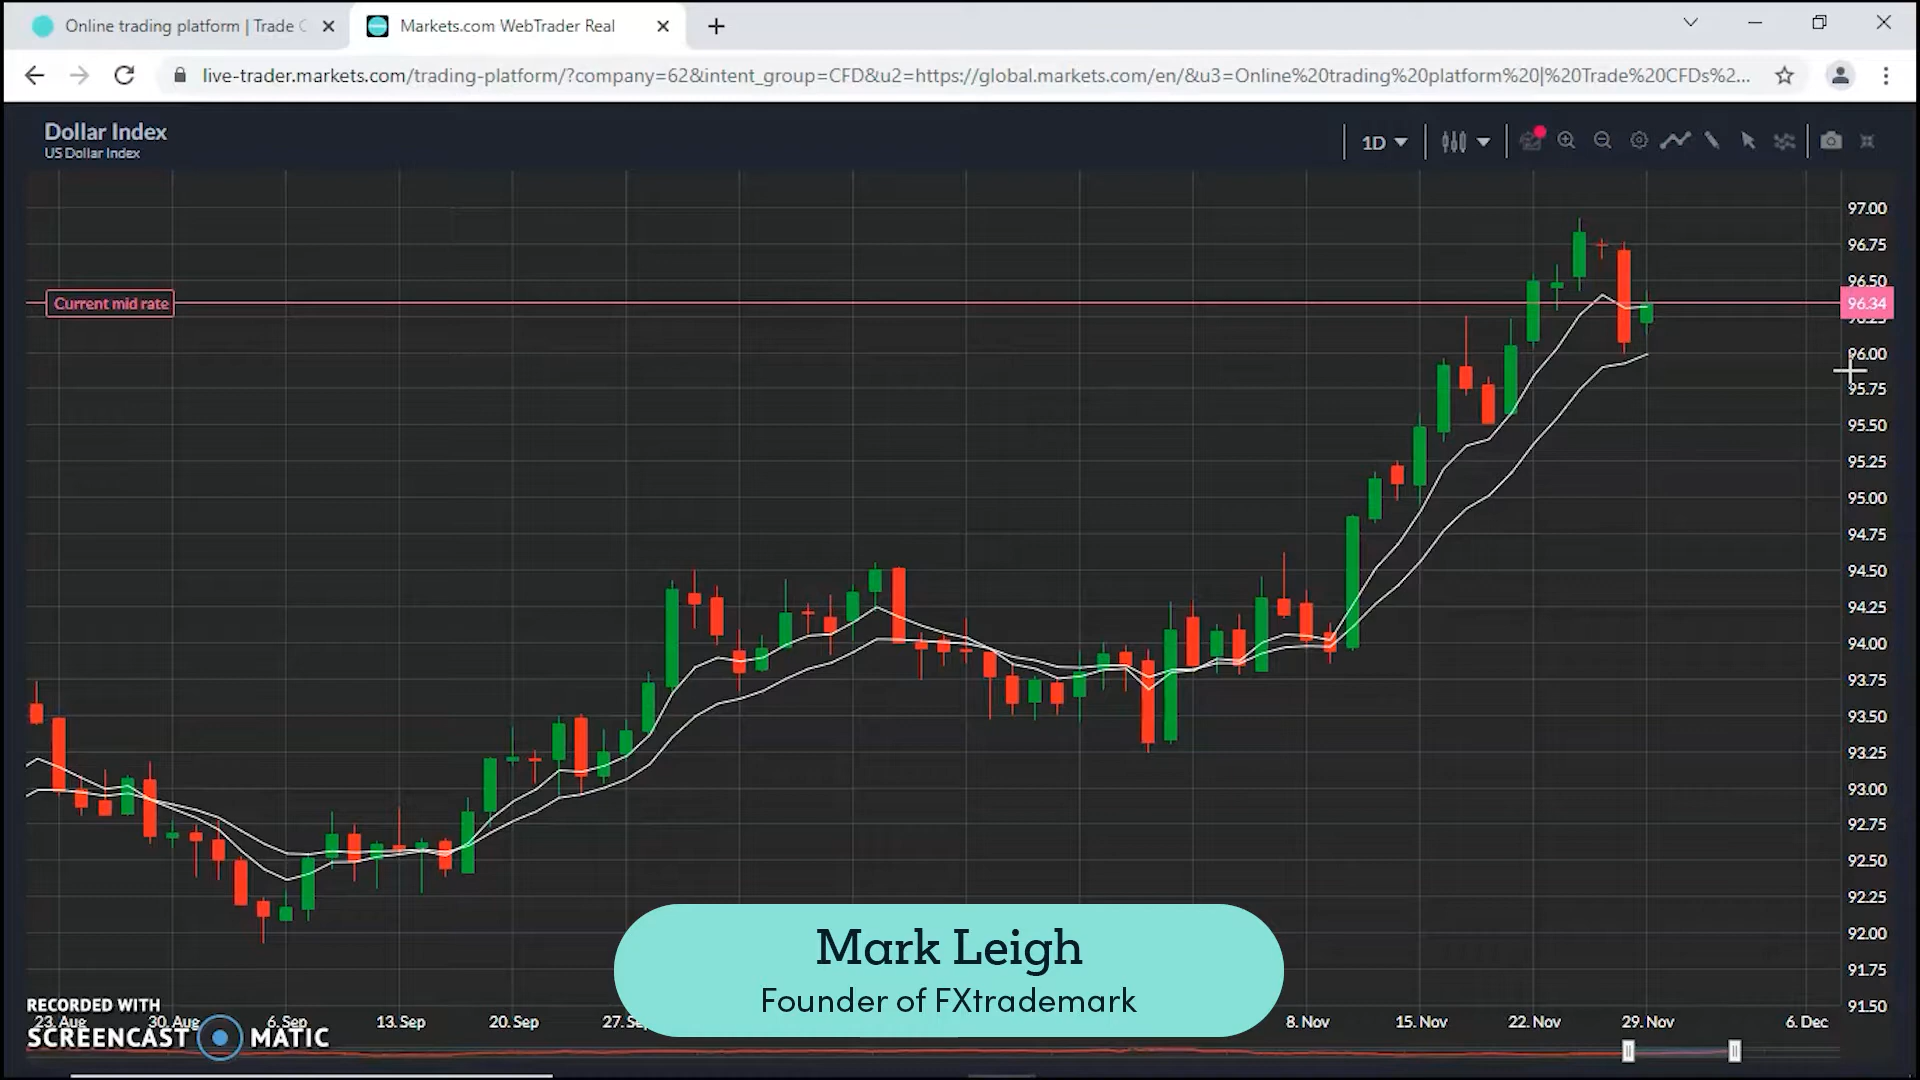 Online trading platform | Trade C
Markets.com WebTrader Real
live-trader.markets.com/trading-platform/?company=62&intent_group=CFD&u2=https://global.markets.com/en/&u3=Online%20trading%20platform%20|%20Trade%20CFDs%2...
Dollar Index
US Dollar Index
1D
97.00
96.75
96.50
Current mid rate
96.34
96.25
96.00
95.75
95.50
95.25
95.00
94.75
94.50
94.25
94.00
93.75
93.50
93.25
93.00
92.75
92.50
92.25
92.00
91.75
91.50
Mark Leigh
Founder of FXtrademark
RECORDED WITH
SCREENCAST MATIC
23. Aug 30. Aug 6. Sep 13. Sep 20. Sep 8. Nov 15. Nov 22. Nov 29. Nov 6. Dec